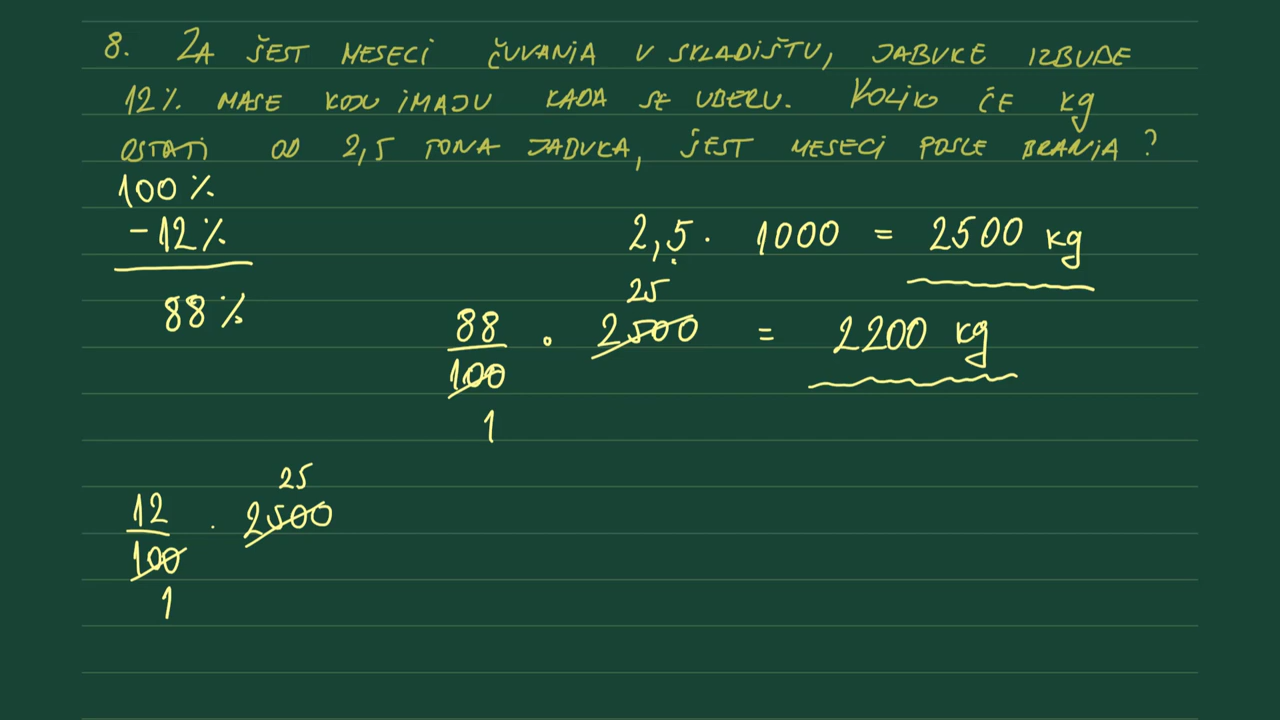 8. ZA ŠEST MESECI ČUVANJA U SKLADIŠTU, JABUKE IZBUDE
12% MASE KOJU IMAJU KADA SE UBERU. KOLIKO ĆE kg
OSTATI OD 2,5 TONA JABUKA, ŠEST MESECI POSLE BRANJA?
100%
-12%
88%
2,5 · 1000 = 2500 kg
25
88/100 · 2500 = 2200 kg
1
25
12/100 · 2500
1